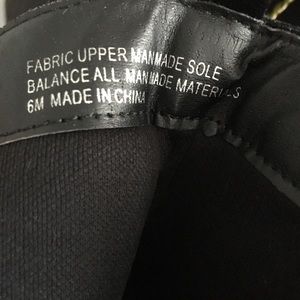 FABRIC UPPER MANMADE SOLE
BALANCE ALL MANMADE MATERIALS
6M MADE IN CHINA